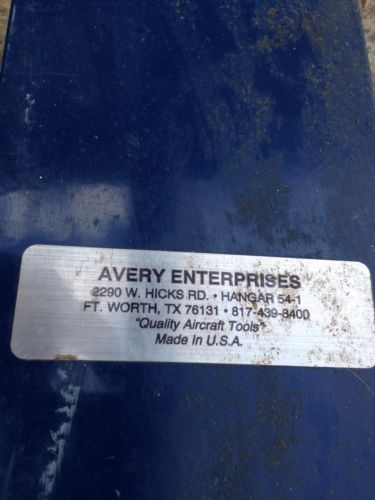 AVERY ENTERPRISES
2290 W. HICKS RD. • HANGAR 54-1
FT. WORTH, TX 76131 • 817-439-8400
"Quality Aircraft Tools"
Made In U.S.A.